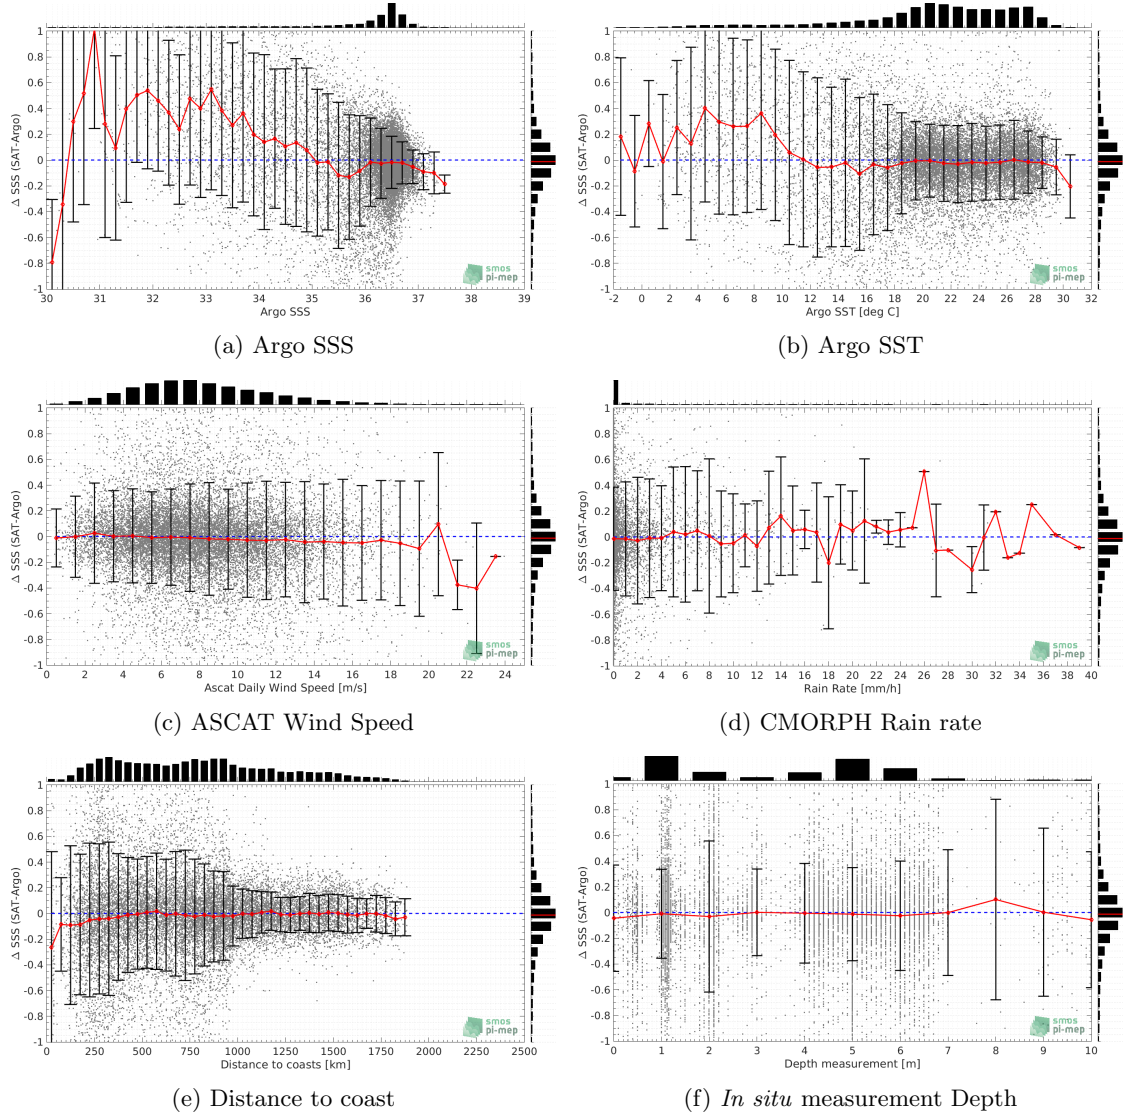 1
0.8
0.6
0.4
0.2
0
-0.2
-0.4
-0.6
-0.8
-1
Δ SSS (SAT-Argo)
30 31 32 33 34 35 36 37 38 39
Argo SSS
smos
pi-mep
(a) Argo SSS
1
0.8
0.6
0.4
0.2
0
-0.2
-0.4
-0.6
-0.8
-1
Δ SSS (SAT-Argo)
-2 0 2 4 6 8 10 12 14 16 18 20 22 24 26 28 30 32
Argo SST [deg C]
smos
pi-mep
(b) Argo SST
1
0.8
0.6
0.4
0.2
0
-0.2
-0.4
-0.6
-0.8
-1
Δ SSS (SAT-Argo)
0 2 4 6 8 10 12 14 16 18 20 22 24
Ascat Daily Wind Speed [m/s]
smos
pi-mep
(c) ASCAT Wind Speed
1
0.8
0.6
0.4
0.2
0
-0.2
-0.4
-0.6
-0.8
-1
Δ SSS (SAT-Argo)
0 2 4 6 8 10 12 14 16 18 20 22 24 26 28 30 32 34 36 38 40
Rain Rate [mm/h]
smos
pi-mep
(d) CMORPH Rain rate
1
0.8
0.6
0.4
0.2
0
-0.2
-0.4
-0.6
-0.8
-1
Δ SSS (SAT-Argo)
0 250 500 750 1000 1250 1500 1750 2000 2250 2500
Distance to coasts [km]
smos
pi-mep
(e) Distance to coast
1
0.8
0.6
0.4
0.2
0
-0.2
-0.4
-0.6
-0.8
-1
Δ SSS (SAT-Argo)
0 1 2 3 4 5 6 7 8 9 10
Depth measurement [m]
smos
pi-mep
(f) In situ measurement Depth